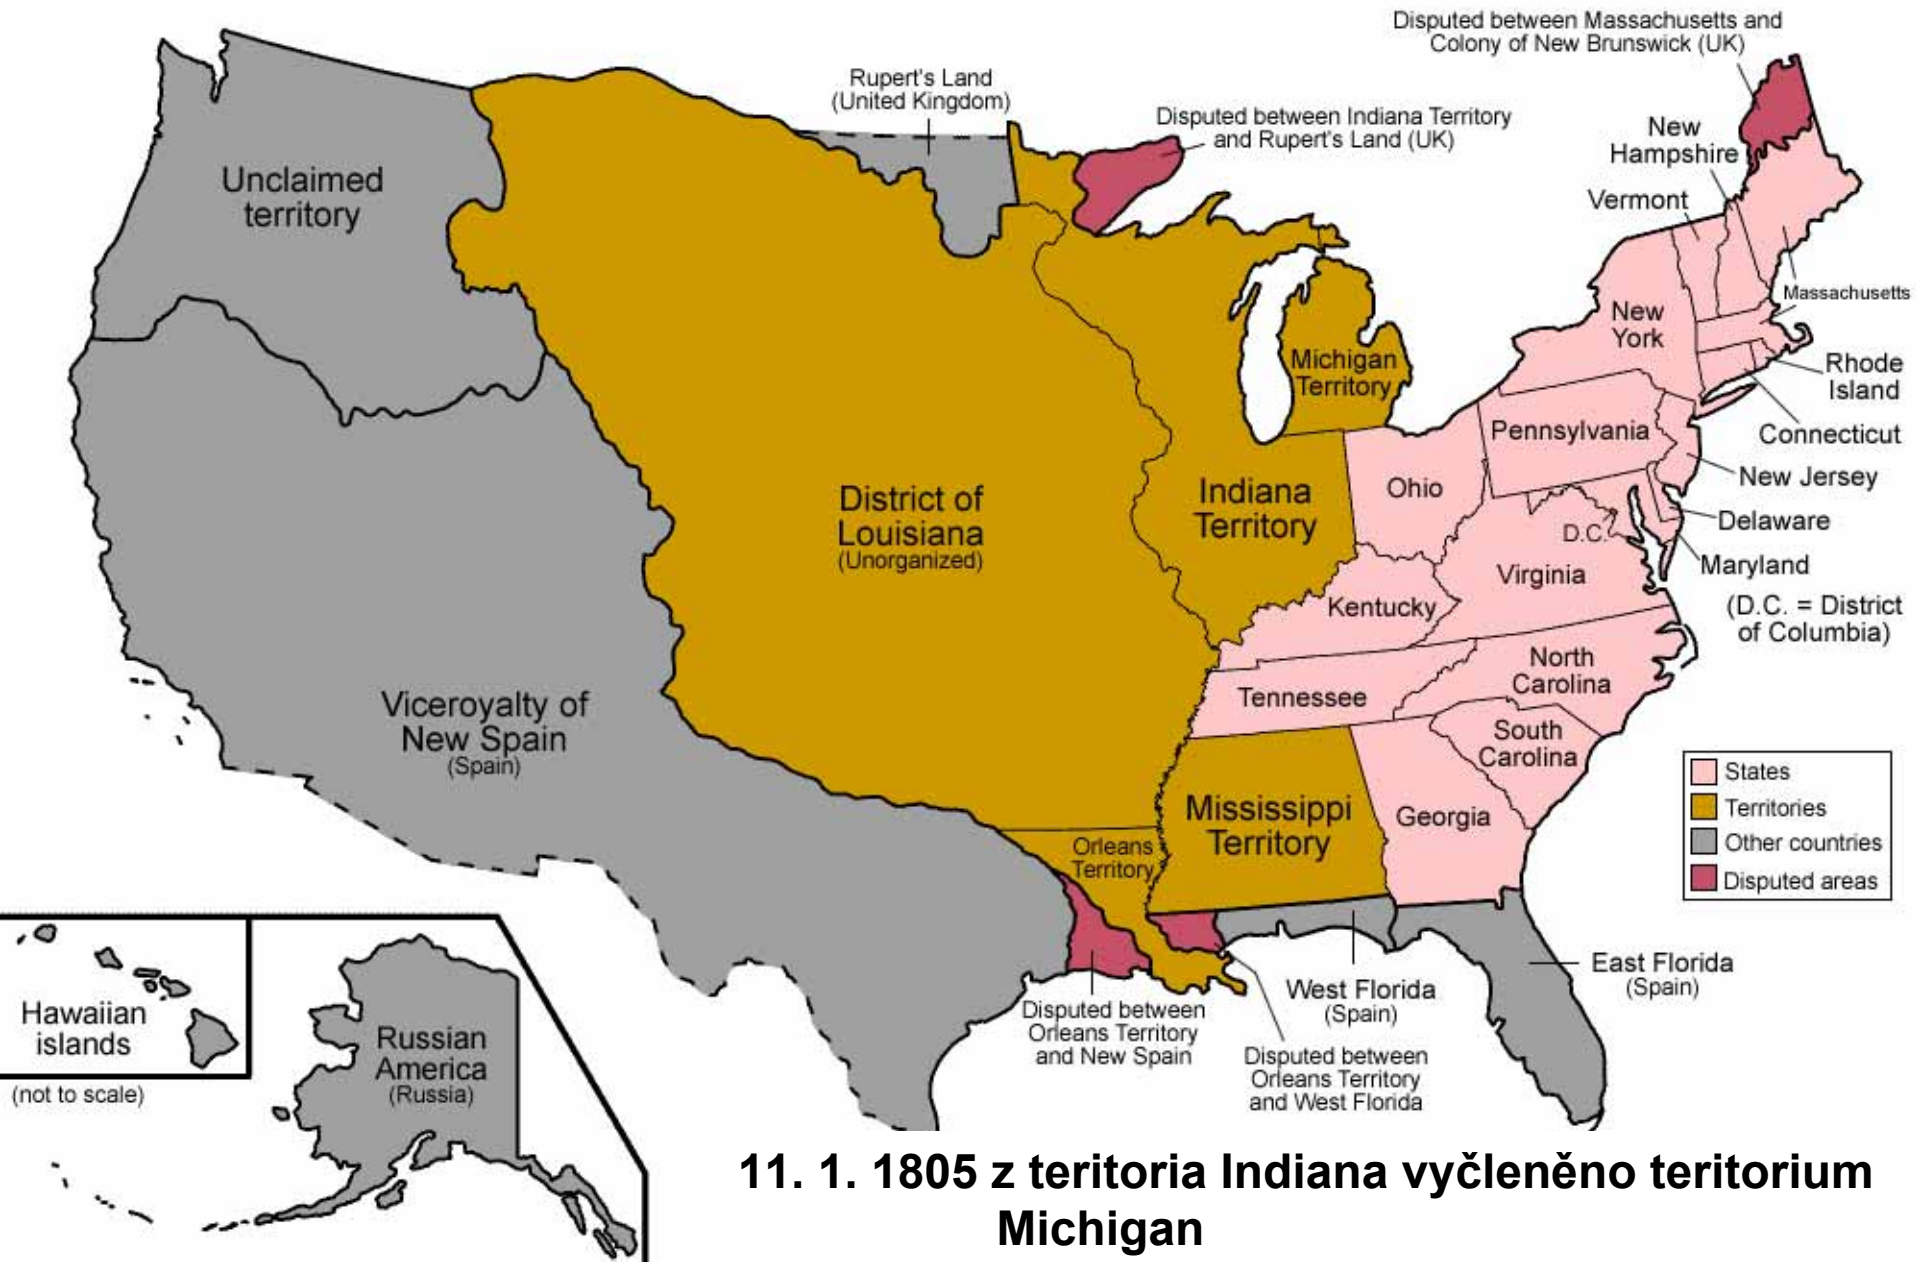 Disputed between Massachusetts and
Colony of New Brunswick (UK)
Rupert's Land
(United Kingdom)
Disputed between Indiana Territory
and Rupert's Land (UK)
New
Hampshire
Vermont
Unclaimed
territory
Massachusetts
New
York
Michigan
Territory
Rhode
Island
Pennsylvania
Connecticut
New Jersey
Ohio
Indiana
Territory
District of
Louisiana
(Unorganized)
Delaware
D.C.
Maryland
Virginia
Kentucky
(D.C. = District
of Columbia)
North
Carolina
Tennessee
Viceroyalty of
New Spain
(Spain)
South
Carolina
States
Territories
Other countries
Disputed areas
Mississippi
Territory
Georgia
Orleans
Territory
East Florida
(Spain)
West Florida
(Spain)
Disputed between
Orleans Territory
and New Spain
Disputed between
Orleans Territory
and West Florida
Hawaiian
islands
(not to scale)
Russian
America
(Russia)
11. 1. 1805 z teritoria Indiana vyčleněno teritorium
Michigan